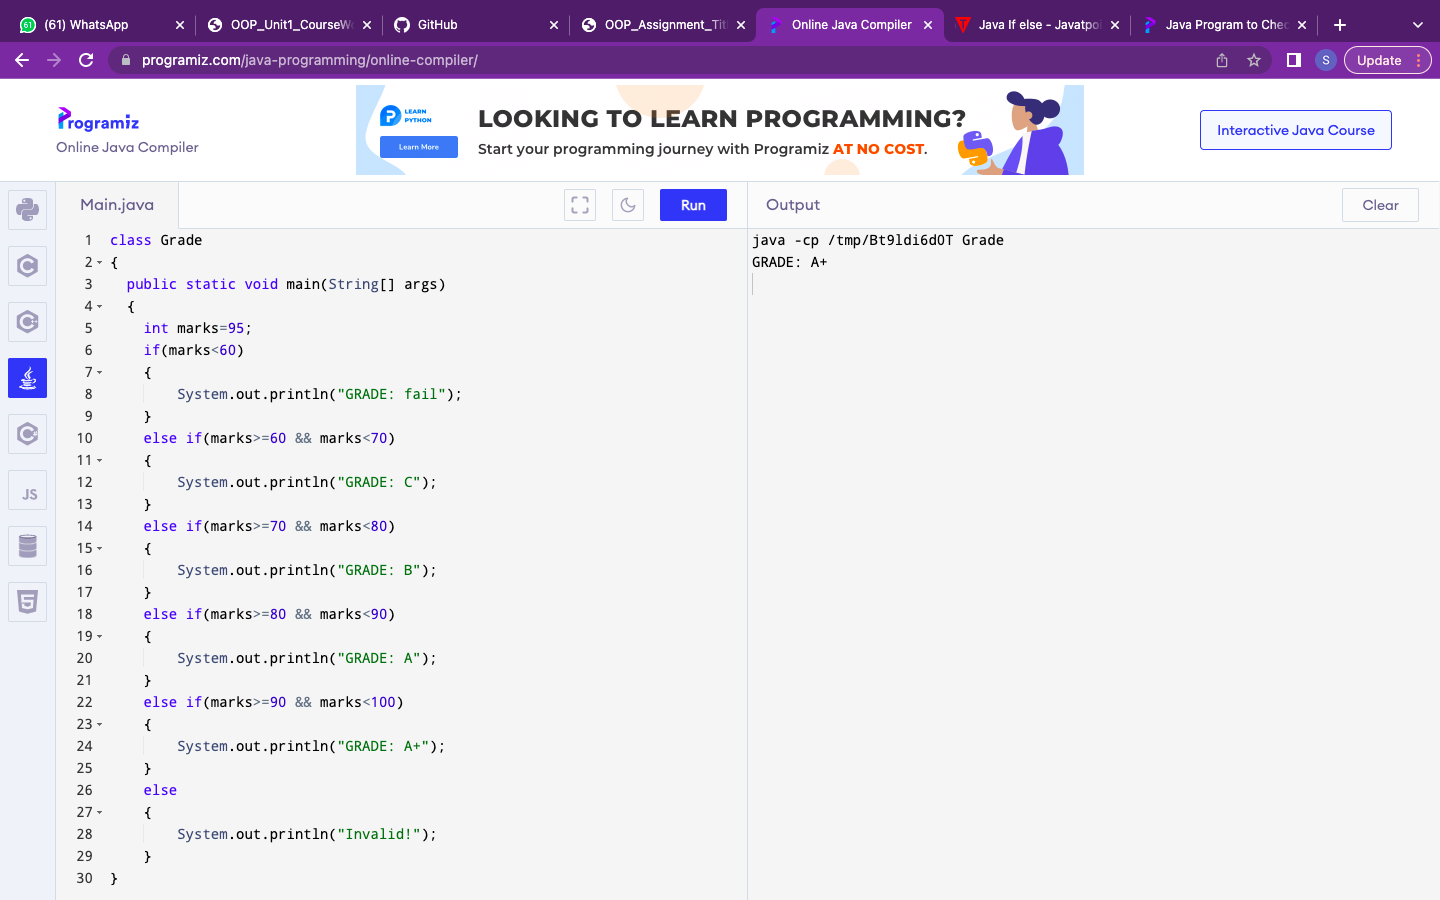 (61) WhatsApp
OOP_Unit1_CourseWo
GitHub
OOP_Assignment_Tit
Online Java Compiler
Java If else - Javatpoi
Java Program to Chec
programiz.com/java-programming/online-compiler/
S
Update
Programiz
Online Java Compiler
LEARN
PYTHON
Learn More
LOOKING TO LEARN PROGRAMMING?
Start your programming journey with Programiz AT NO COST.
Interactive Java Course
Main.java
Run
Output
Clear
1 class Grade
2 {
3 public static void main(String[] args)
4 {
5 int marks=95;
6 if(marks<60)
7 {
8 System.out.println("GRADE: fail");
9 }
10 else if(marks>=60 && marks<70)
11 {
12 System.out.println("GRADE: C");
13 }
14 else if(marks>=70 && marks<80)
15 {
16 System.out.println("GRADE: B");
17 }
18 else if(marks>=80 && marks<90)
19 {
20 System.out.println("GRADE: A");
21 }
22 else if(marks>=90 && marks<100)
23 {
24 System.out.println("GRADE: A+");
25 }
26 else
27 {
28 System.out.println("Invalid!");
29 }
30 }
java -cp /tmp/Bt9ldi6dOT Grade
GRADE: A+
C
C
C
JS
5